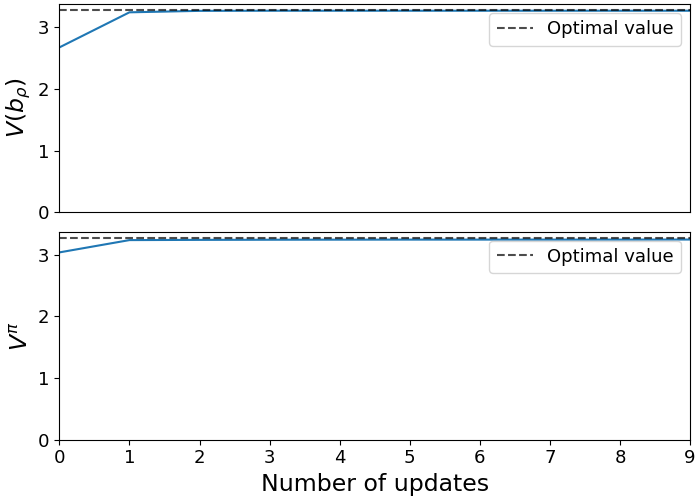 3
2
1
0
V(b_ρ)
Optimal value
3
2
1
0
V^π
Optimal value
0 1 2 3 4 5 6 7 8 9
Number of updates